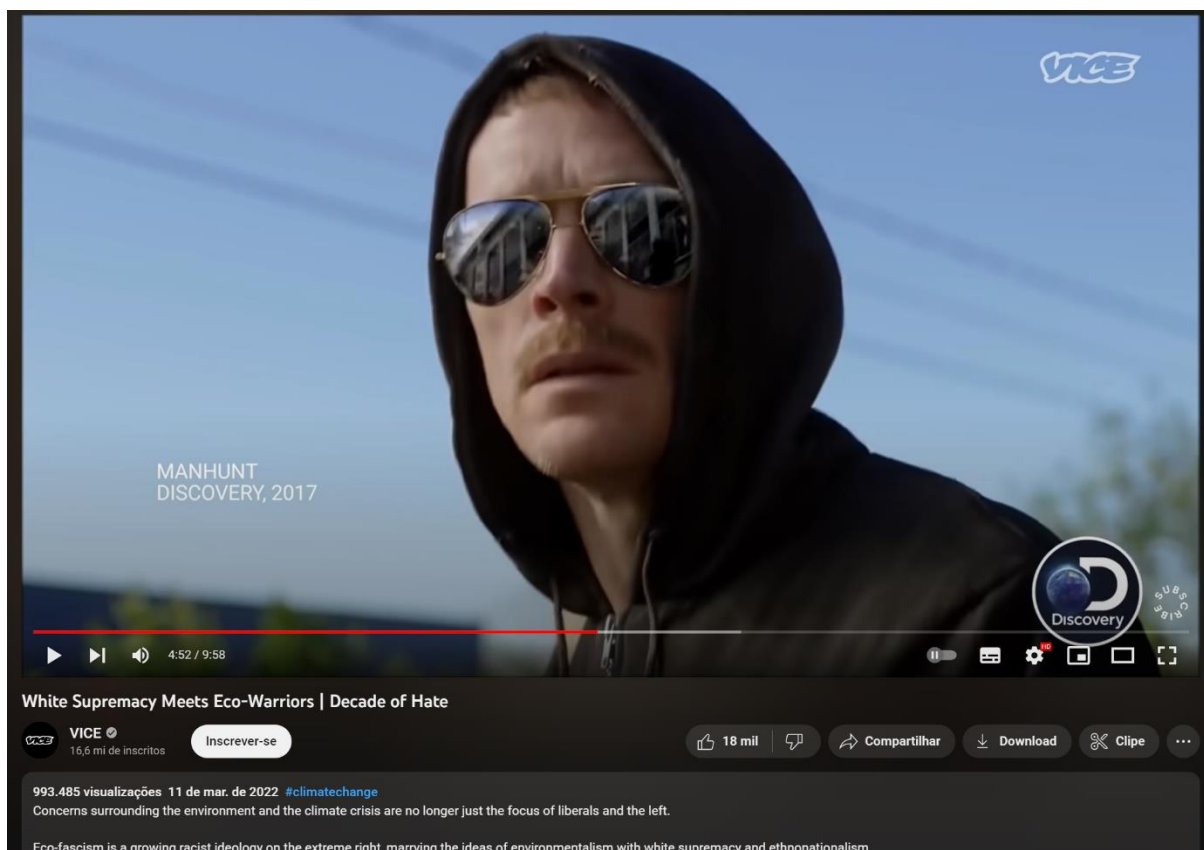 VICE
MANHUNT
DISCOVERY, 2017
DISCOVERY
SUBSCRIBE
4:52 / 9:58
HD
White Supremacy Meets Eco-Warriors | Decade of Hate
VICE
VICE
16,6 mi de inscritos
Inscrever-se
18 mil
Compartilhar
Download
Clipe
993.485 visualizações 11 de mar. de 2022 #climatechange
Concerns surrounding the environment and the climate crisis are no longer just the focus of liberals and the left.
Eco-fascism is a growing racist ideology on the extreme right, marrying the ideas of environmentalism with white supremacy and ethnonationalism.